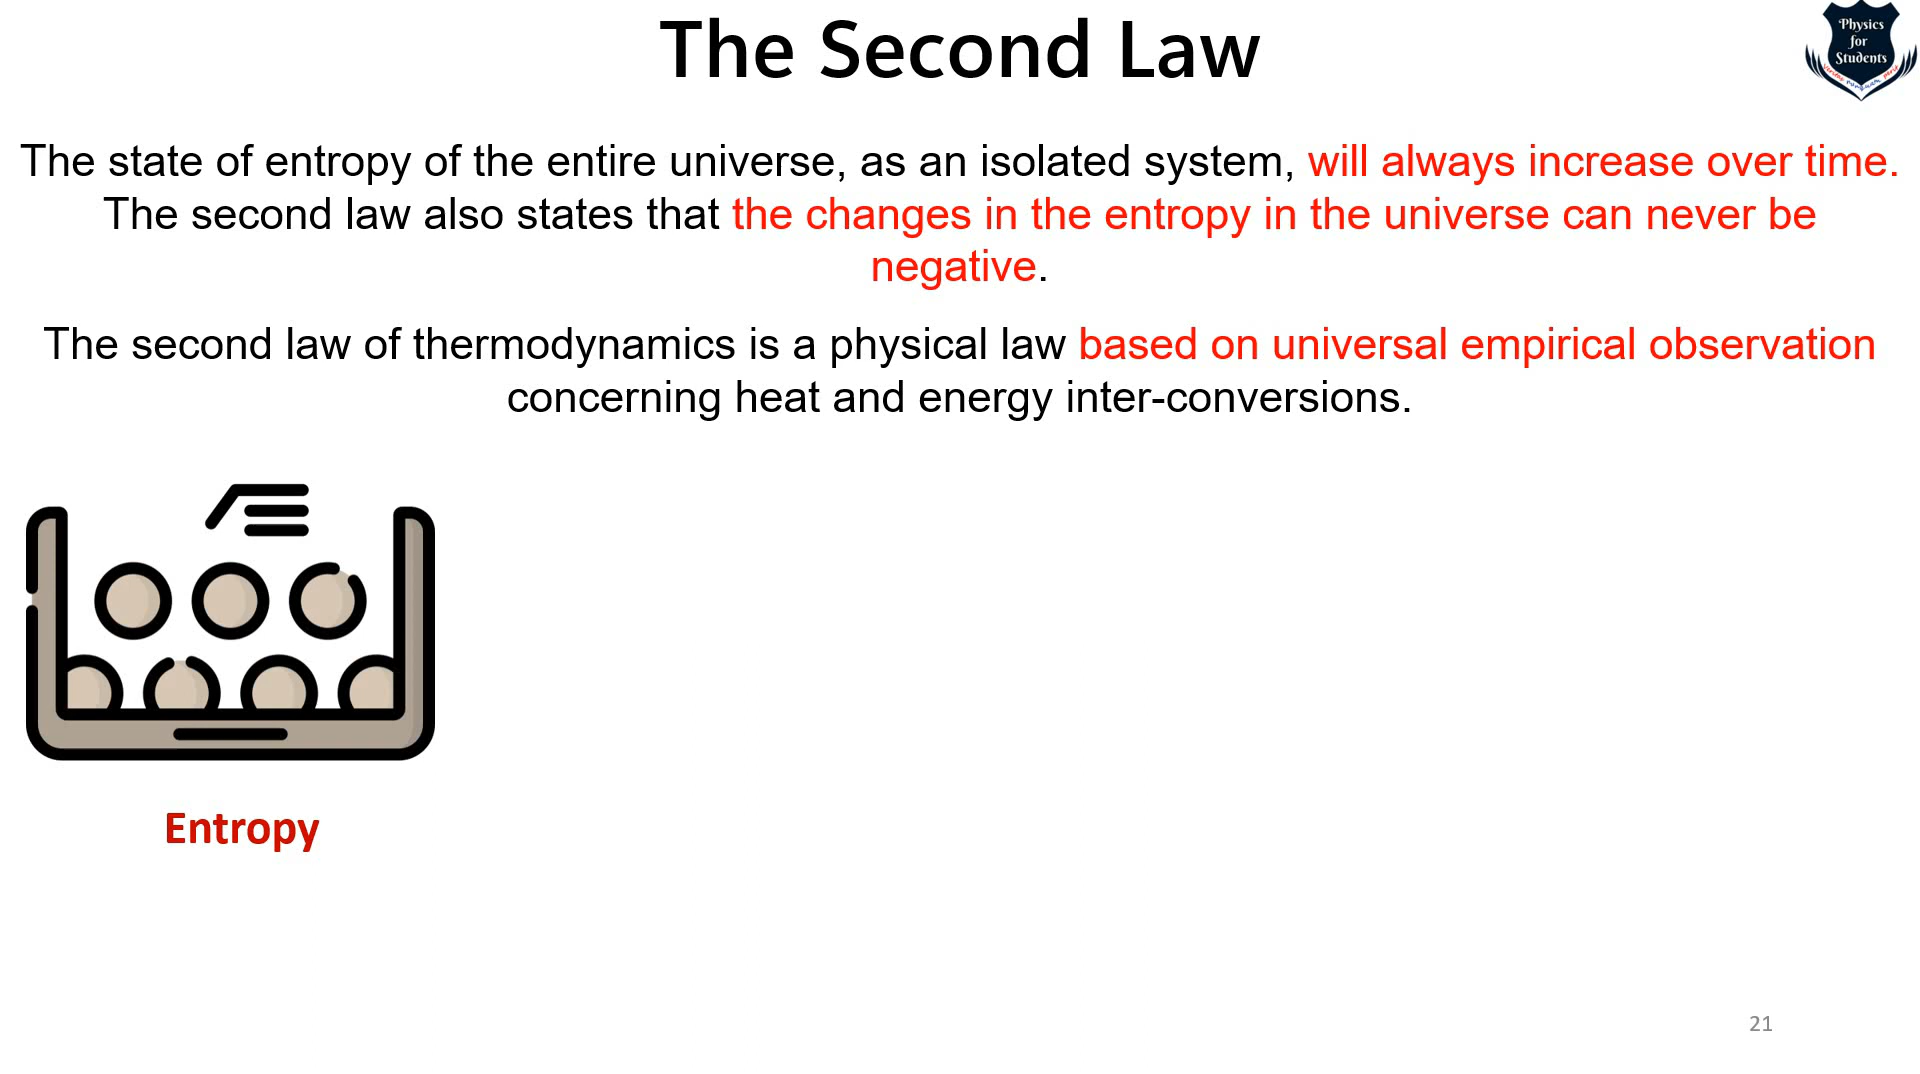 The Second Law
Physics
for
Students
The state of entropy of the entire universe, as an isolated system, will always increase over time.
The second law also states that the changes in the entropy in the universe can never be
negative.
The second law of thermodynamics is a physical law based on universal empirical observation
concerning heat and energy inter-conversions.
Entropy
21